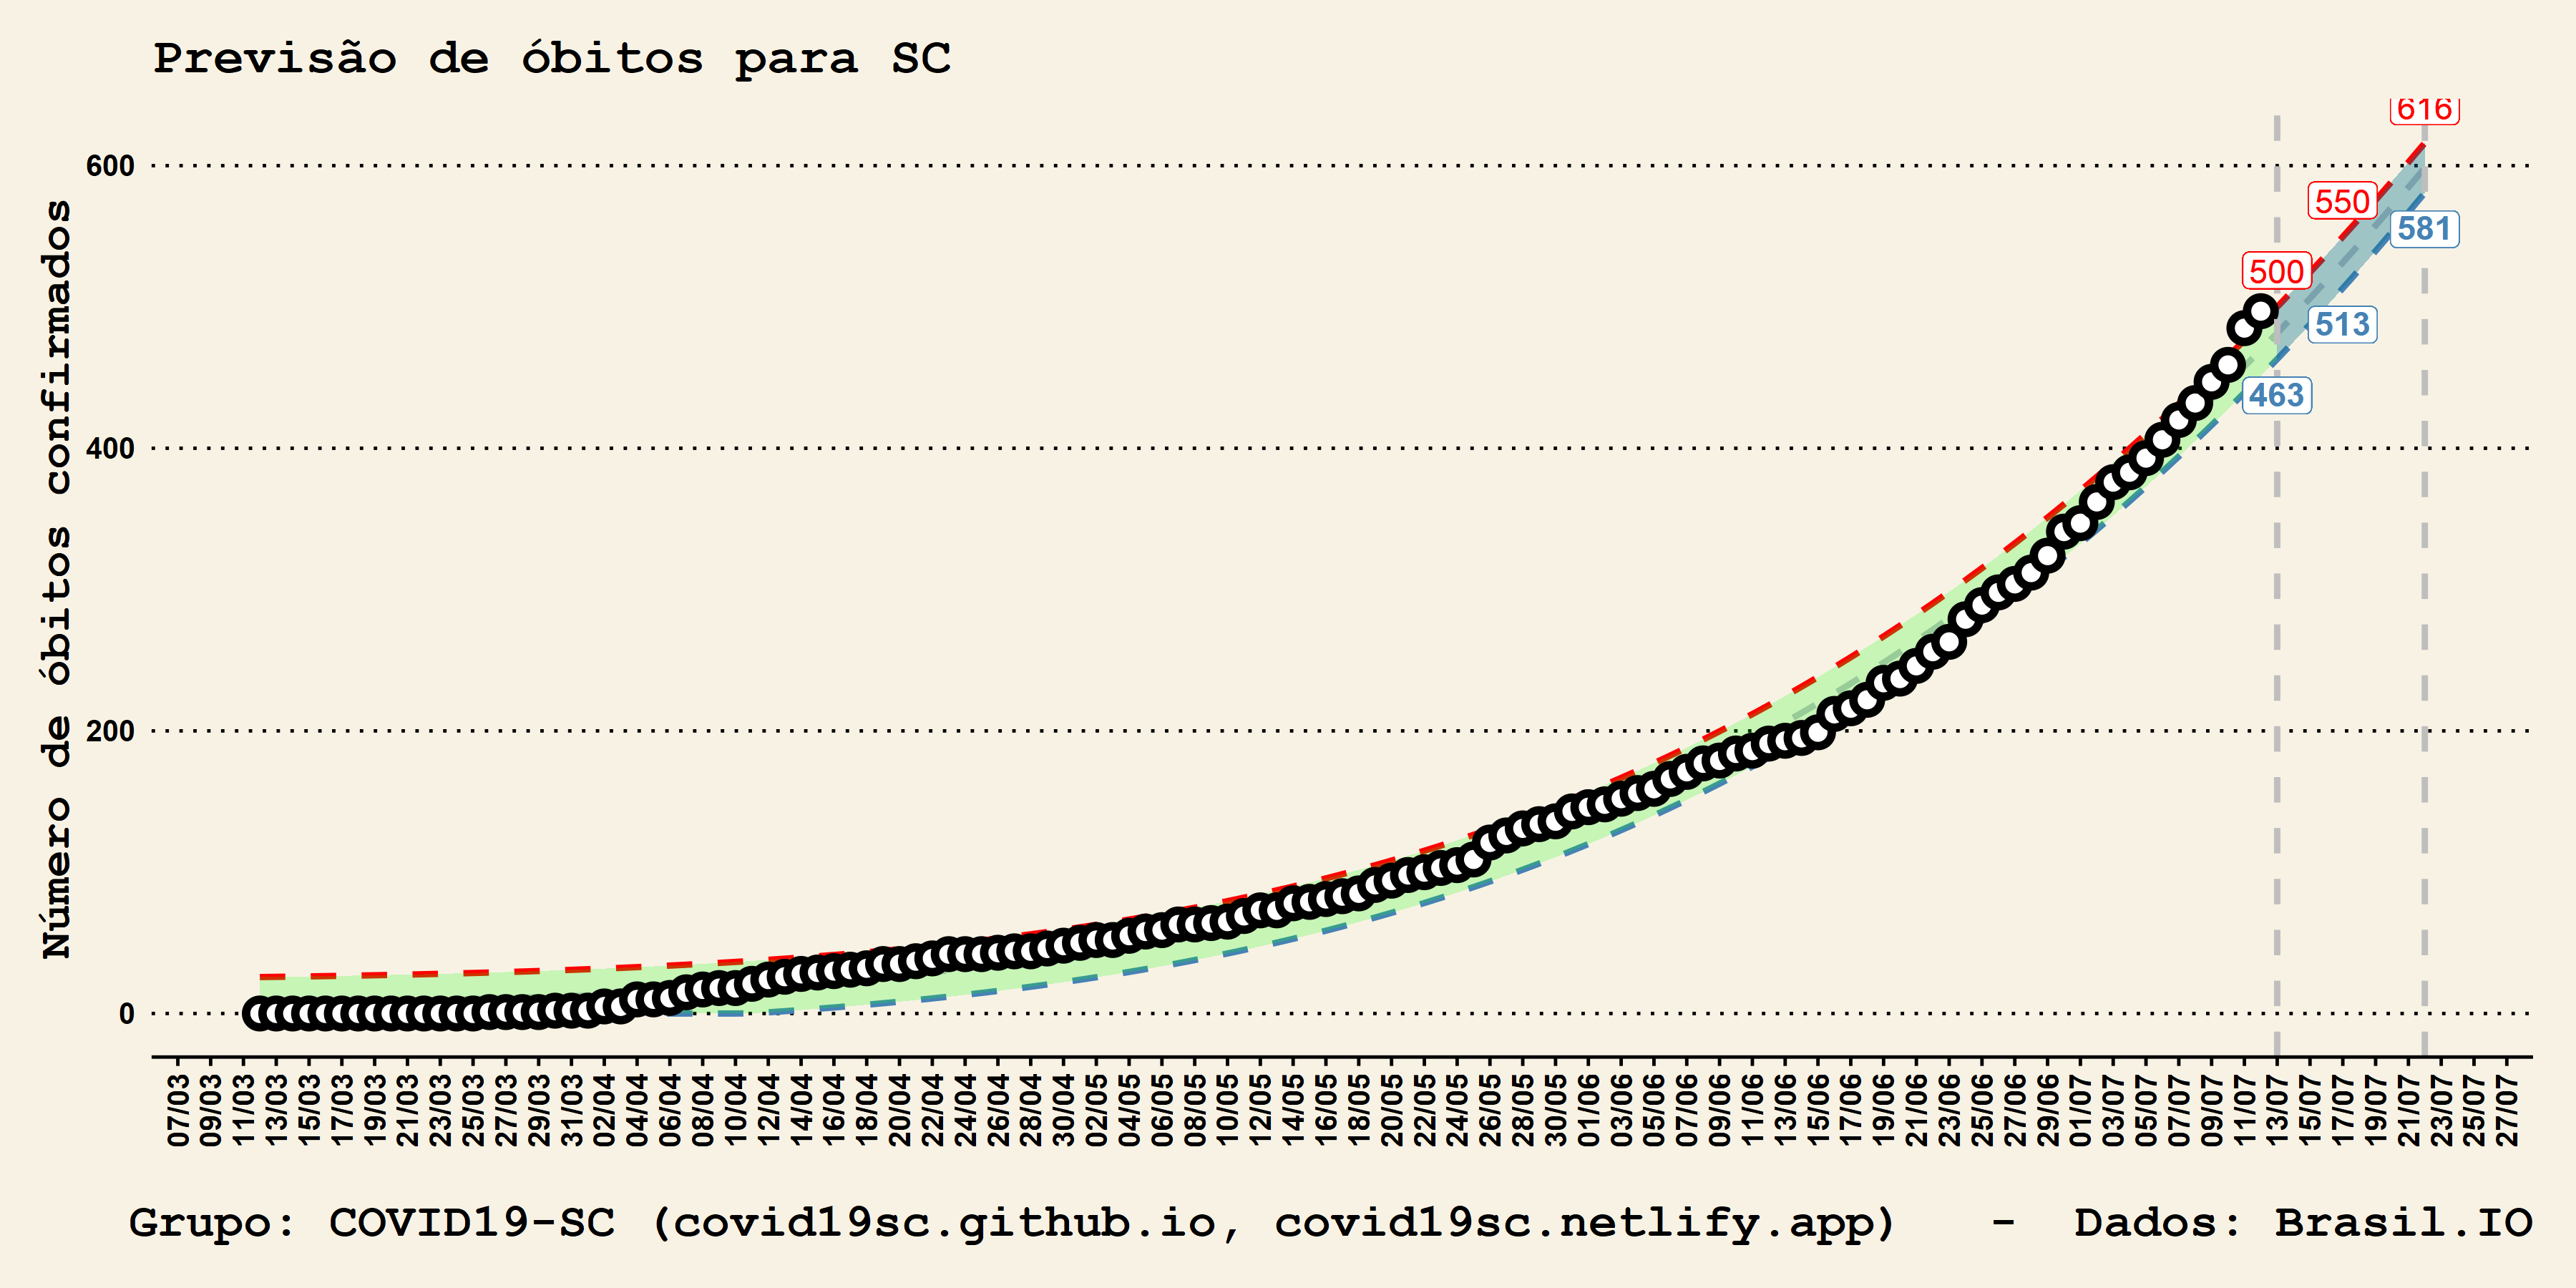 Previsão de óbitos para SC
Número de óbitos confirmados
616
600
550
581
500
513
463
400
200
0
07/03 09/03 11/03 13/03 15/03 17/03 19/03 21/03 23/03 25/03 27/03 29/03 31/03 02/04 04/04 06/04 08/04 10/04 12/04 14/04 16/04 18/04 20/04 22/04 24/04 26/04 28/04 30/04 02/05 04/05 06/05 08/05 10/05 12/05 14/05 16/05 18/05 20/05 22/05 24/05 26/05 28/05 30/05 01/06 03/06 05/06 07/06 09/06 11/06 13/06 15/06 17/06 19/06 21/06 23/06 25/06 27/06 29/06 01/07 03/07 05/07 07/07 09/07 11/07 13/07 15/07 17/07 19/07 21/07 23/07 25/07 27/07
Grupo: COVID19-SC (covid19sc.github.io, covid19sc.netlify.app) - Dados: Brasil.IO